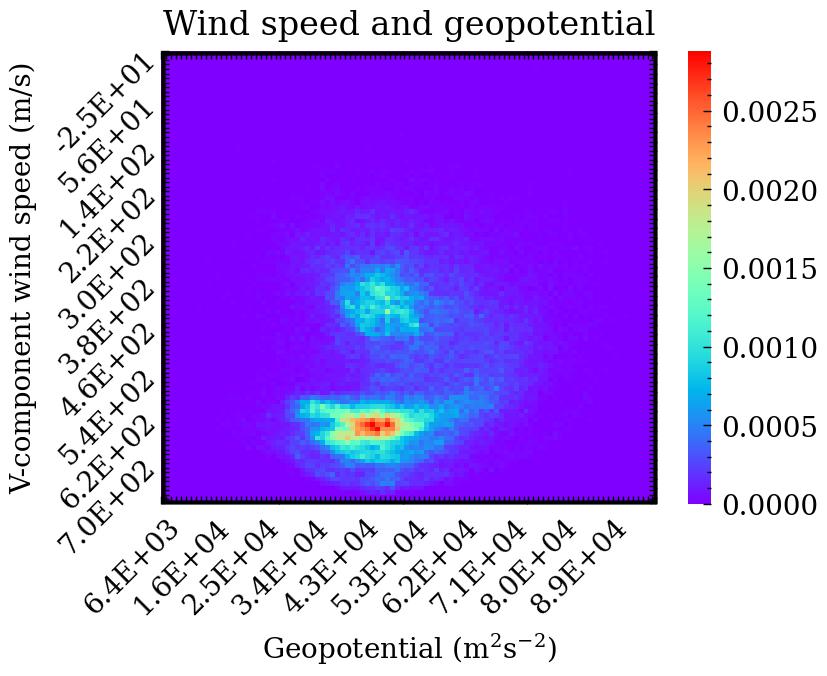 Wind speed and geopotential
V-component wind speed (m/s)
-2.5E+01
5.6E+01
1.4E+02
2.2E+02
3.0E+02
3.8E+02
4.6E+02
5.4E+02
6.2E+02
7.0E+02
6.4E+03
1.6E+04
2.5E+04
3.4E+04
4.3E+04
5.3E+04
6.2E+04
7.1E+04
8.0E+04
8.9E+04
Geopotential (m²s⁻²)
0.0025
0.0020
0.0015
0.0010
0.0005
0.0000